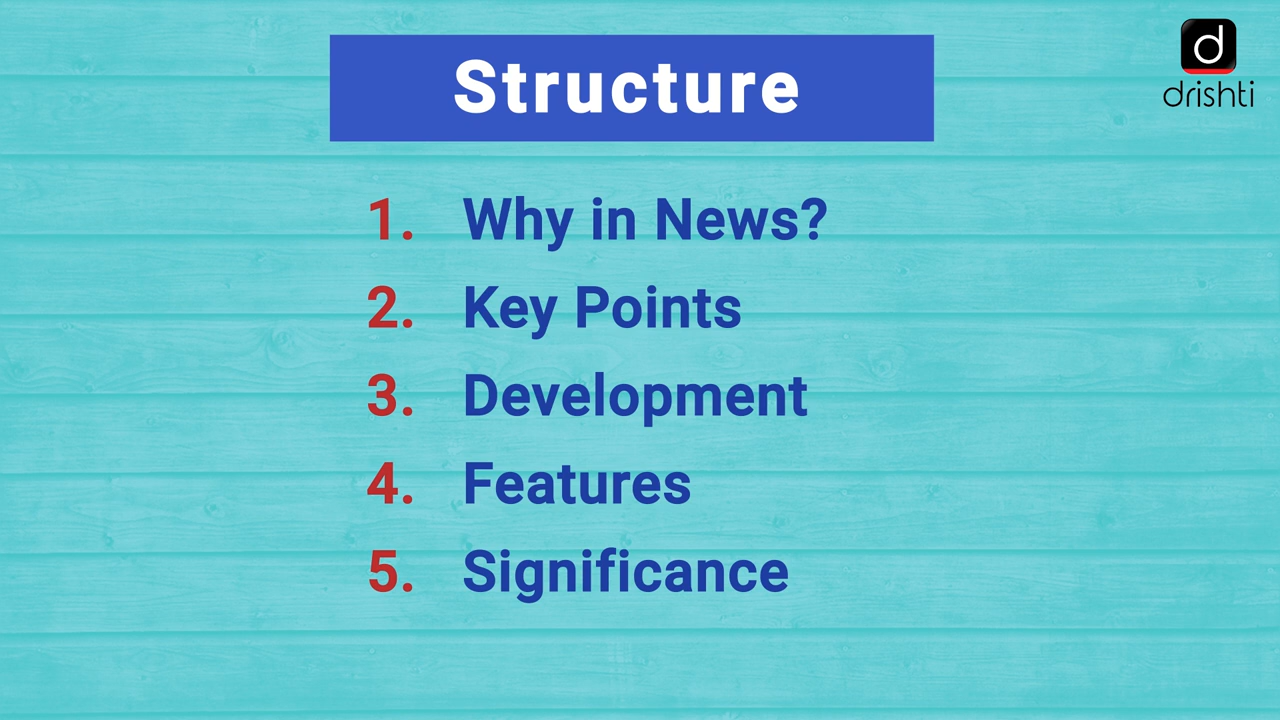 Structure
d
drishti
1. Why in News?
2. Key Points
3. Development
4. Features
5. Significance